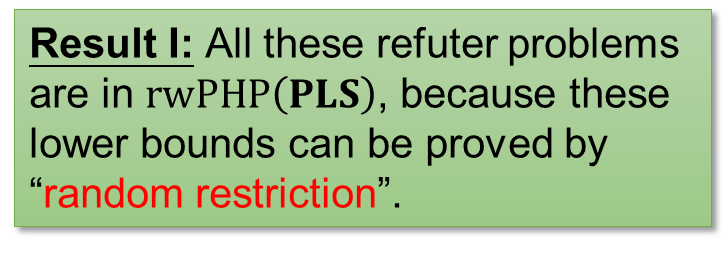 Result I: All these refuter problems
are in rwPHP(PLS), because these
lower bounds can be proved by
“random restriction”.